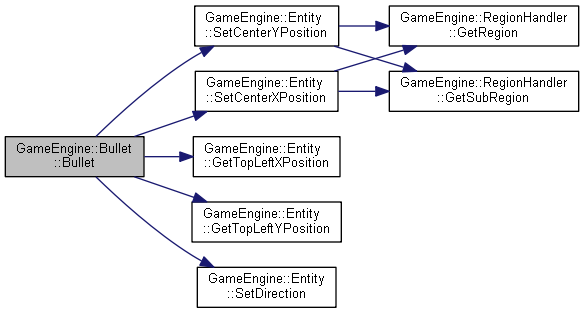 GameEngine::Bullet
::Bullet
GameEngine::Entity
::SetCenterYPosition
GameEngine::RegionHandler
::GetRegion
GameEngine::Entity
::SetCenterXPosition
GameEngine::RegionHandler
::GetSubRegion
GameEngine::Entity
::GetTopLeftXPosition
GameEngine::Entity
::GetTopLeftYPosition
GameEngine::Entity
::SetDirection